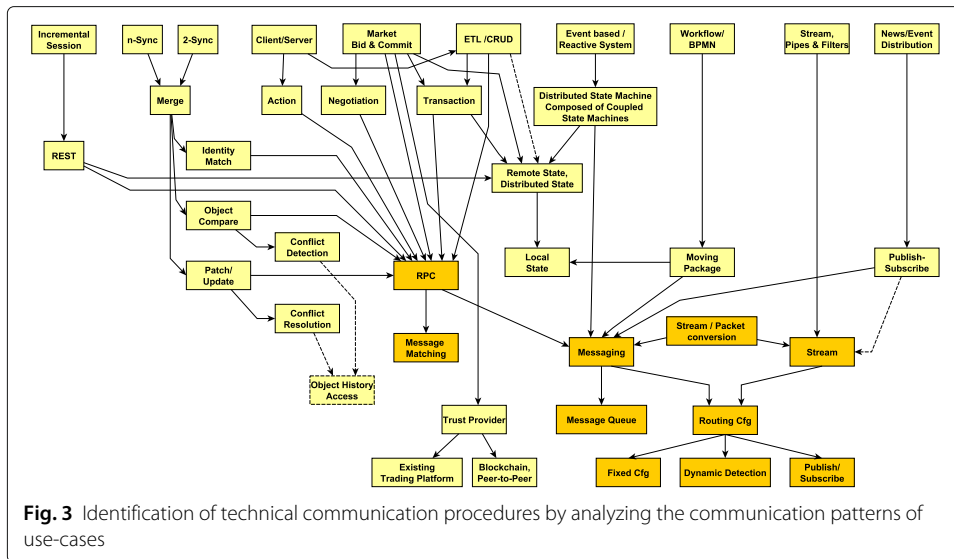 Incremental
Session
n-Sync
2-Sync
Client/Server
Market
Bid & Commit
ETL /CRUD
Event based /
Reactive System
Workflow/
BPMN
Stream,
Pipes & Filters
News/Event
Distribution
Merge
Action
Negotiation
Transaction
Distributed State Machine
Composed of Coupled
State Machines
REST
Identity
Match
Remote State,
Distributed State
Object
Compare
Conflict
Detection
RPC
Local
State
Moving
Package
Publish-
Subscribe
Patch/
Update
Conflict
Resolution
Message
Matching
Messaging
Stream / Packet
conversion
Stream
Object History
Access
Trust Provider
Message Queue
Routing Cfg
Existing
Trading Platform
Blockchain,
Peer-to-Peer
Fixed Cfg
Dynamic Detection
Publish/
Subscribe
Fig. 3 Identification of technical communication procedures by analyzing the communication patterns of
use-cases